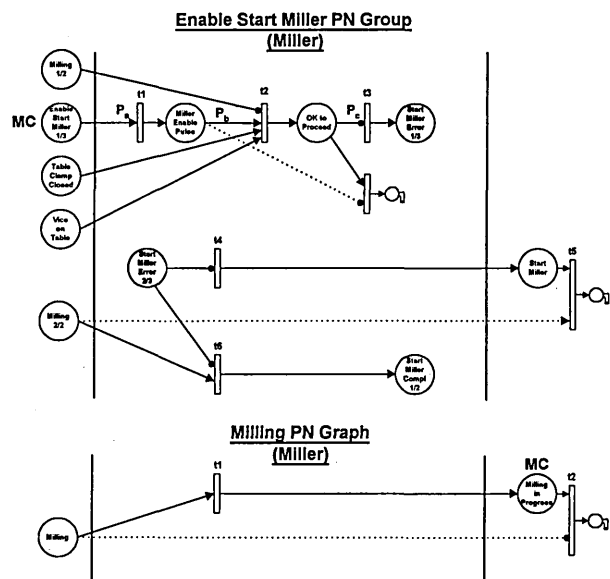 Enable Start Miller PN Group
(Miller)
Milling
1/2
t1
t2
t3
MC
Enable
Start
Miller
1/3
Pa
Miller
Enable
Pulse
Pb
OK to
Proceed
Pc
Start
Miller
Error
1/3
Table
Clamp
Closed
Vice
on
Table
t4
Start
Miller
Error
2/3
Start
Miller
t5
Milling
2/2
t6
Start
Miller
Compl
1/2
Milling PN Graph
(Miller)
t1
MC
t2
Milling
in
Progress
Milling